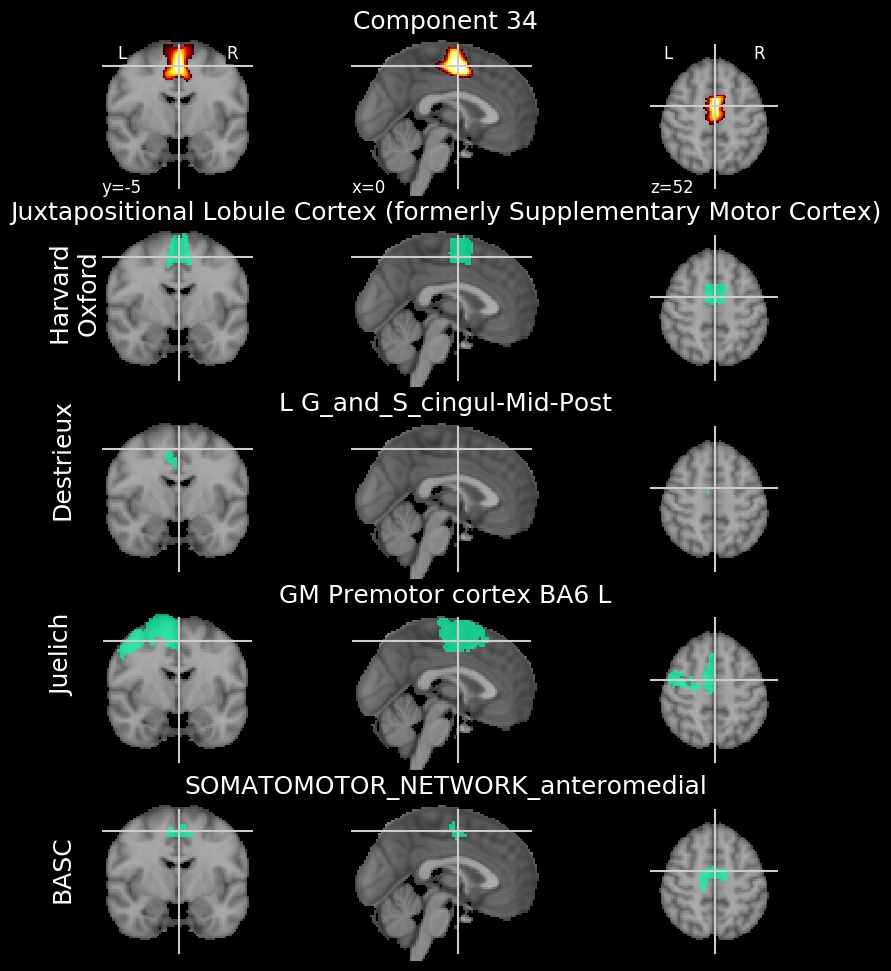 Component 34
L R
L R
y=-5 x=0 z=52
Juxtapositional Lobule Cortex (formerly Supplementary Motor Cortex)
Harvard
Oxford
L G_and_S_cingul-Mid-Post
Destrieux
GM Premotor cortex BA6 L
Juelich
SOMATOMOTOR_NETWORK_anteromedial
BASC